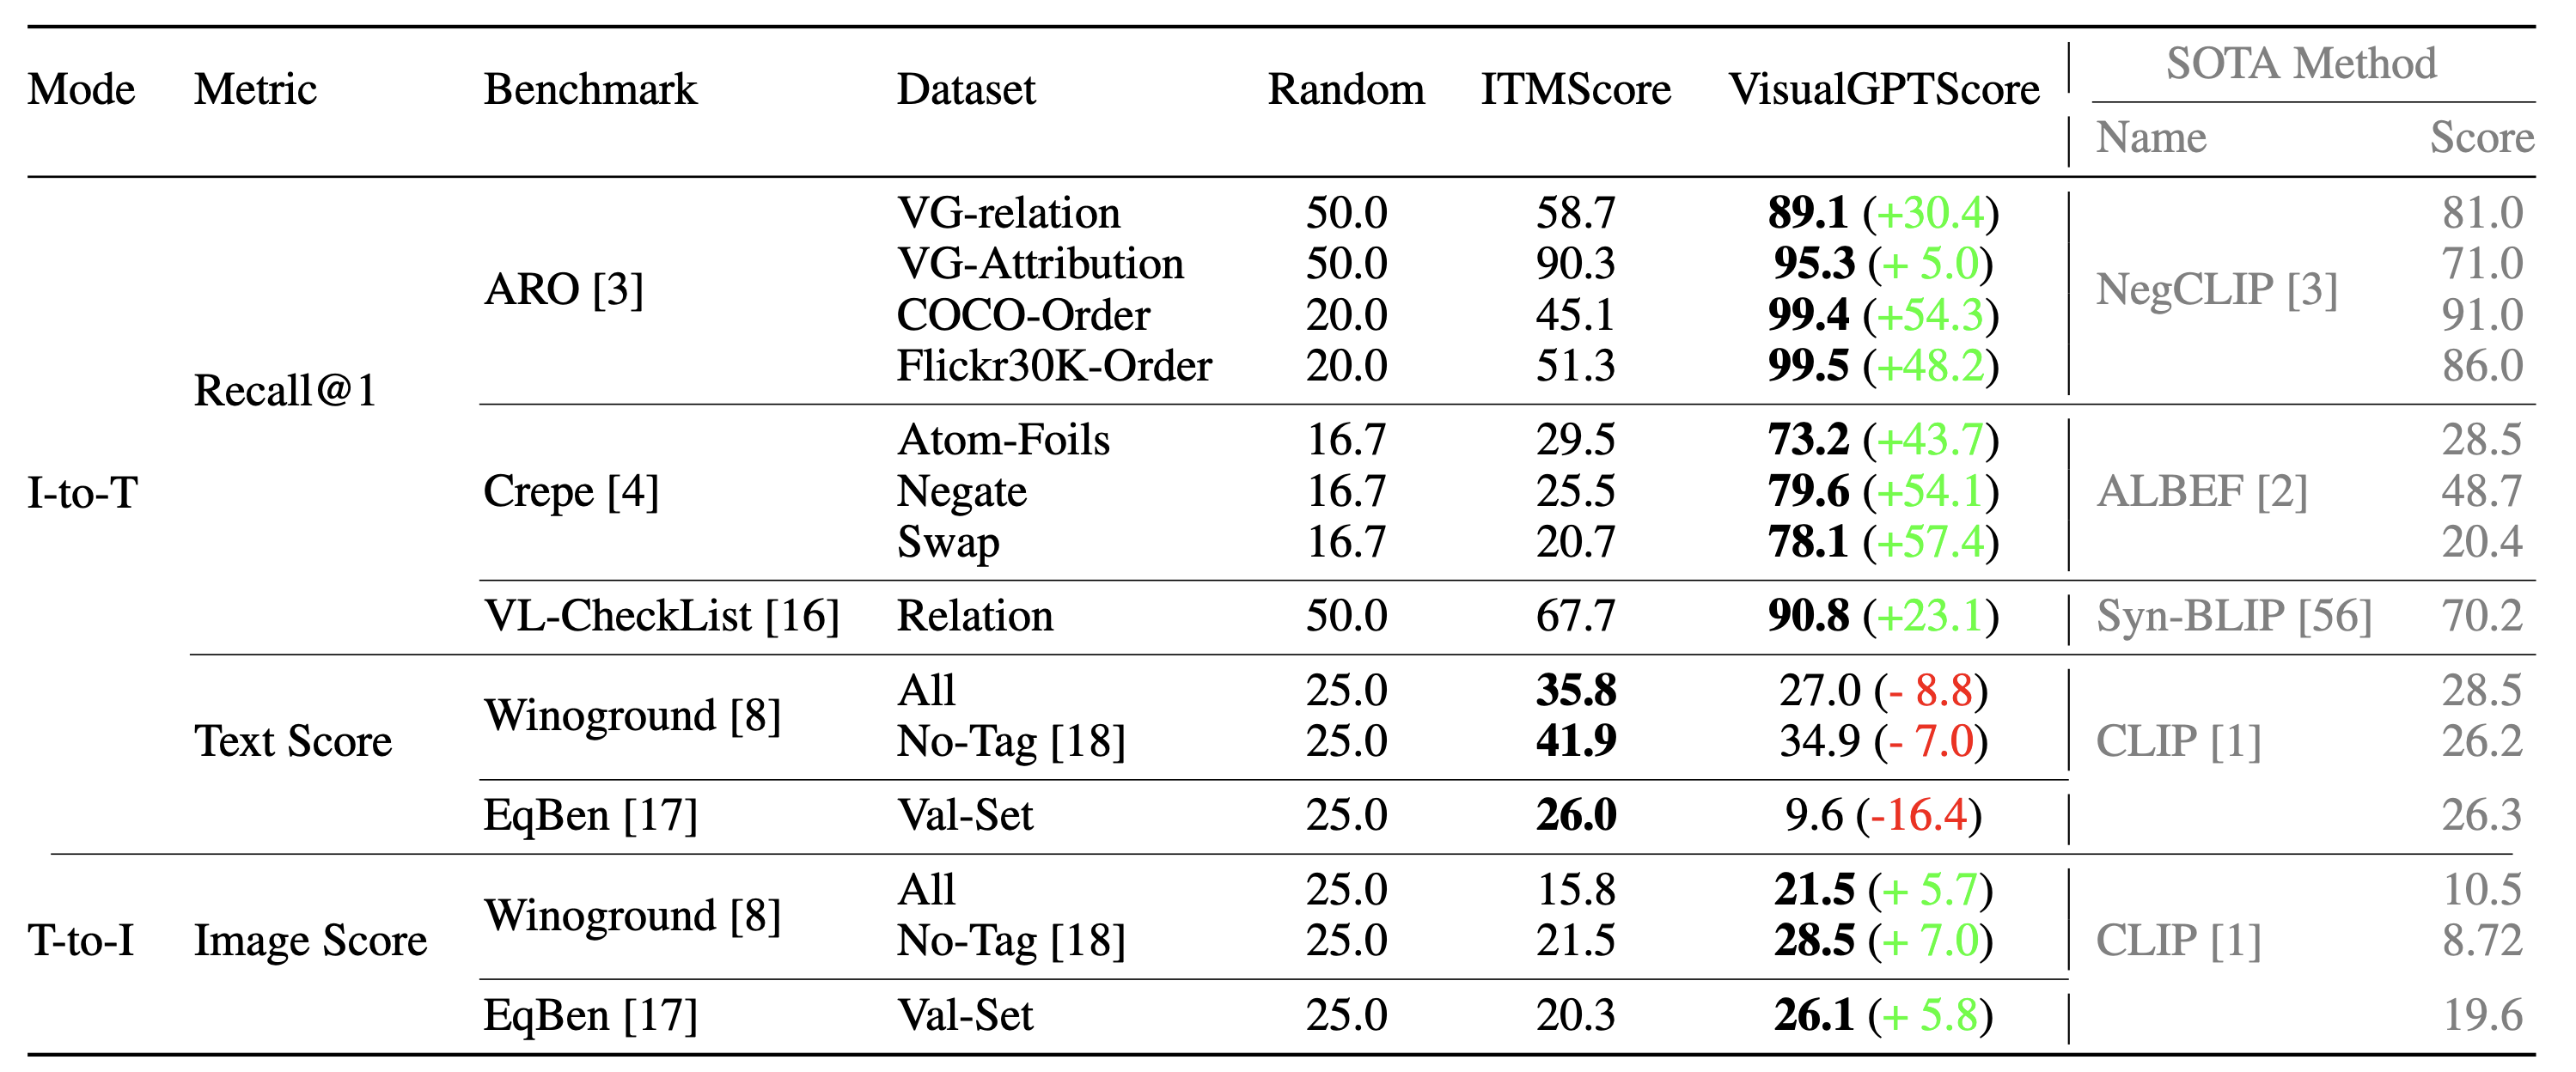 Mode Metric Benchmark Dataset Random ITMScore VisualGPTScore SOTA Method
Name Score
I-to-T Recall@1 ARO [3] VG-relation 50.0 58.7 89.1 (+30.4) NegCLIP [3] 81.0
VG-Attribution 50.0 90.3 95.3 (+ 5.0) 71.0
COCO-Order 20.0 45.1 99.4 (+54.3) 91.0
Flickr30K-Order 20.0 51.3 99.5 (+48.2) 86.0
Crepe [4] Atom-Foils 16.7 29.5 73.2 (+43.7) ALBEF [2] 28.5
Negate 16.7 25.5 79.6 (+54.1) 48.7
Swap 16.7 20.7 78.1 (+57.4) 20.4
VL-CheckList [16] Relation 50.0 67.7 90.8 (+23.1) Syn-BLIP [56] 70.2
Text Score Winoground [8] All 25.0 35.8 27.0 (- 8.8) CLIP [1] 28.5
No-Tag [18] 25.0 41.9 34.9 (- 7.0) 26.2
EqBen [17] Val-Set 25.0 26.0 9.6 (-16.4) 26.3
T-to-I Image Score Winoground [8] All 25.0 15.8 21.5 (+ 5.7) CLIP [1] 10.5
No-Tag [18] 25.0 21.5 28.5 (+ 7.0) 8.72
EqBen [17] Val-Set 25.0 20.3 26.1 (+ 5.8) 19.6